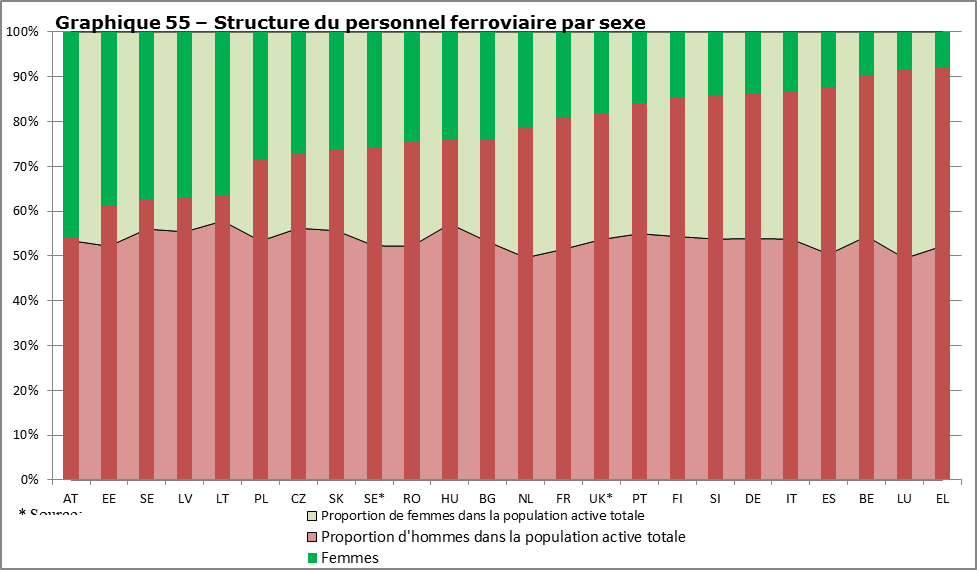 Graphique 55 – Structure du personnel ferroviaire par sexe
100%
90%
80%
70%
60%
50%
40%
30%
20%
10%
0%
AT EE SE LV LT PL CZ SK SE* RO HU BG NL FR UK* PT FI SI DE IT ES BE LU EL
* Source:
Proportion de femmes dans la population active totale
Proportion d'hommes dans la population active totale
Femmes